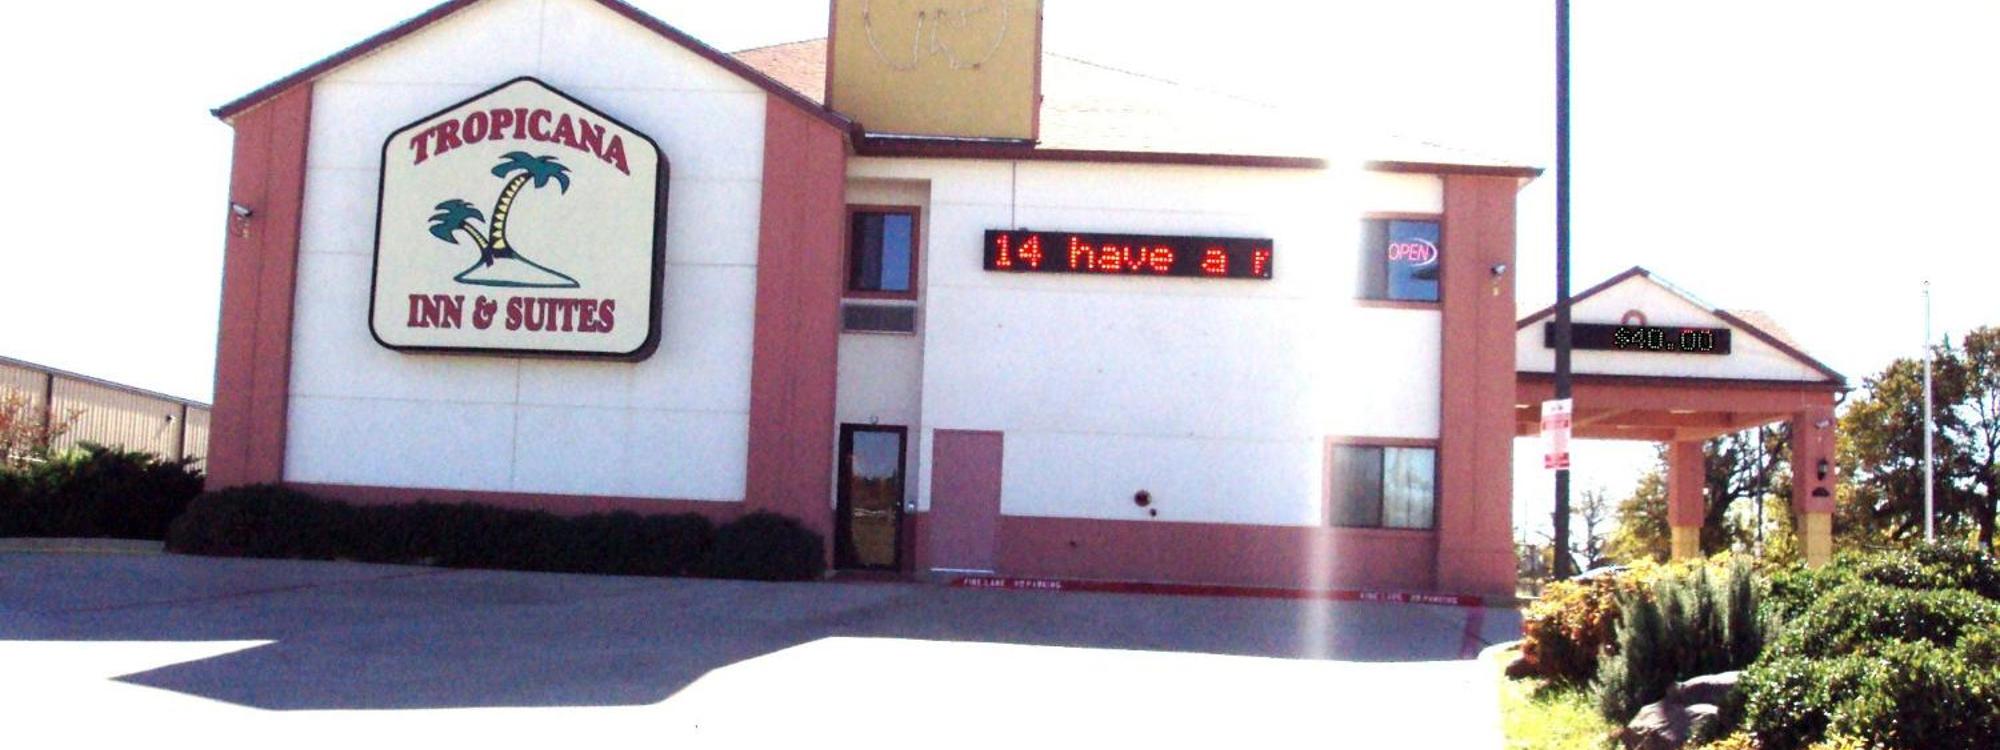 TROPICANA
INN & SUITES
14 have a
OPEN
$40.00
FIRE LANE NO PARKING
FIRE LANE NO PARKING